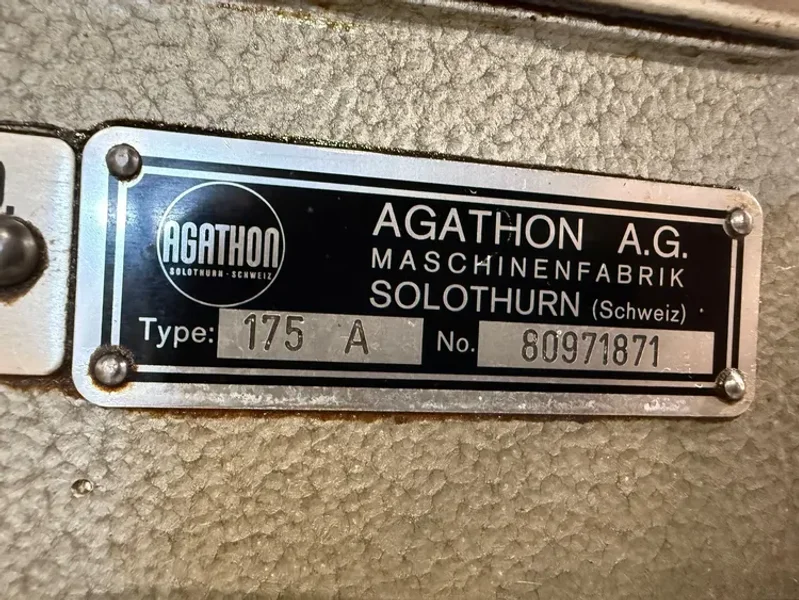 AGATHON
SOLOTHURN - SCHWEIZ
AGATHON A.G.
MASCHINENFABRIK
SOLOTHURN (Schweiz)
Type: 175 A No. 80971871